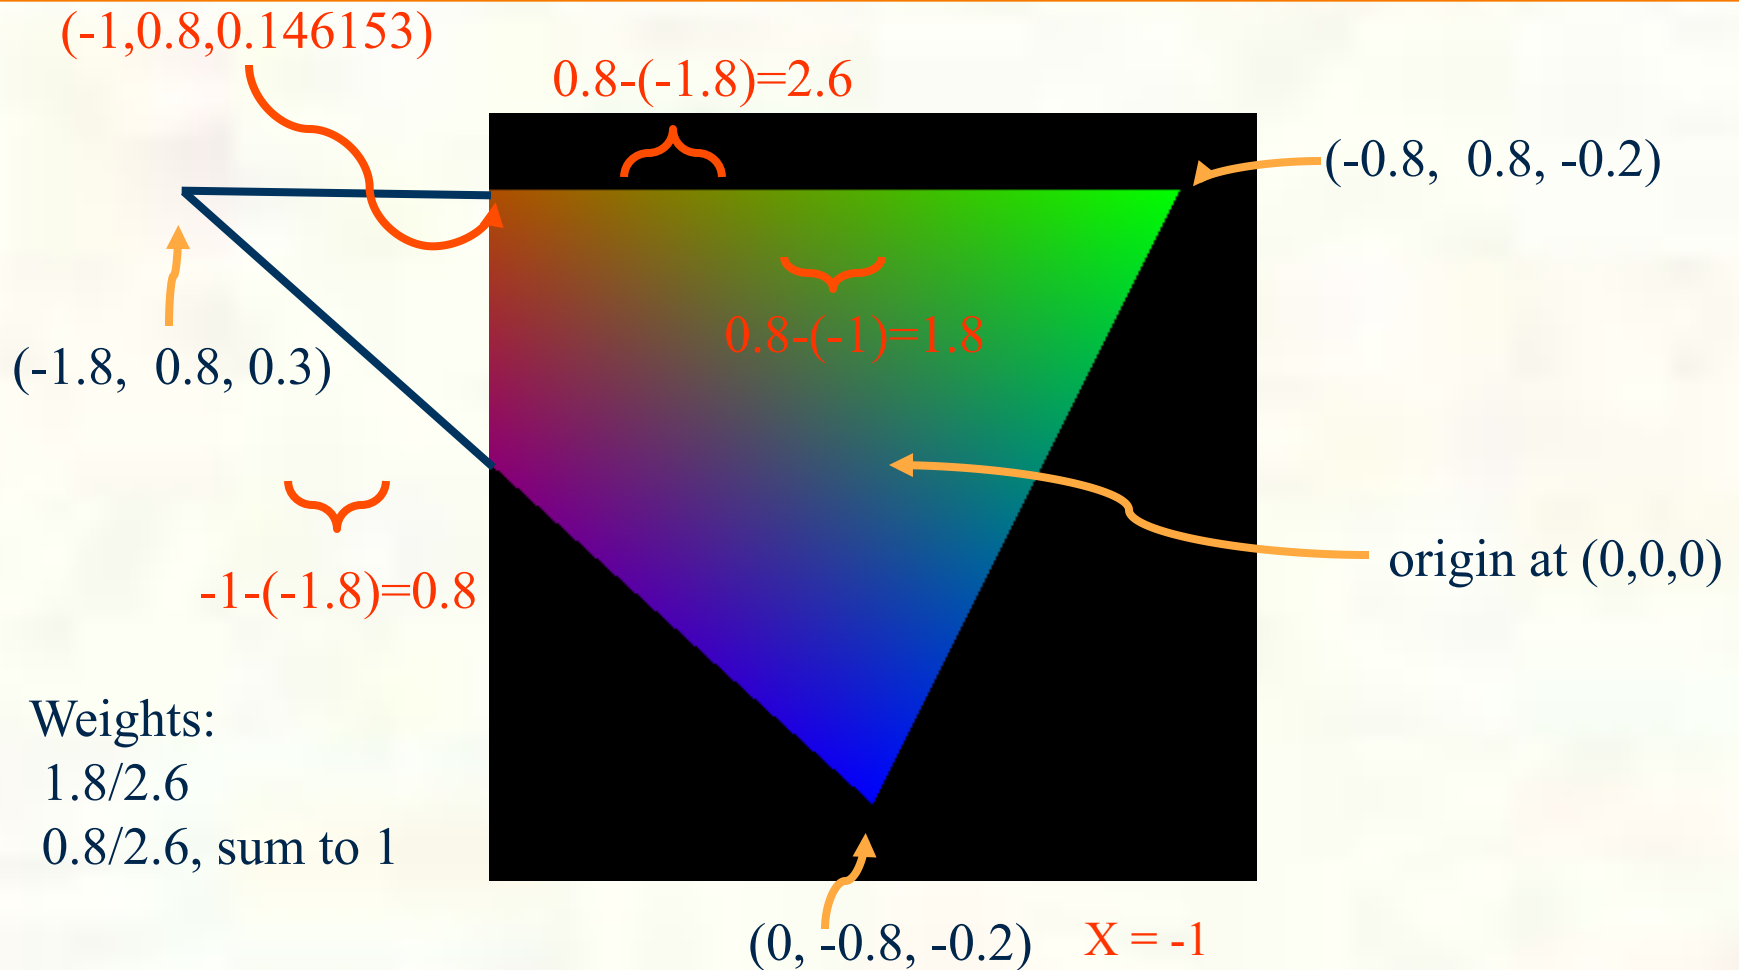 (-1,0.8,0.146153)
0.8-(-1.8)=2.6
(-0.8, 0.8, -0.2)
0.8-(-1)=1.8
(-1.8, 0.8, 0.3)
origin at (0,0,0)
-1-(-1.8)=0.8
Weights:
1.8/2.6
0.8/2.6, sum to 1
(0, -0.8, -0.2)
X = -1